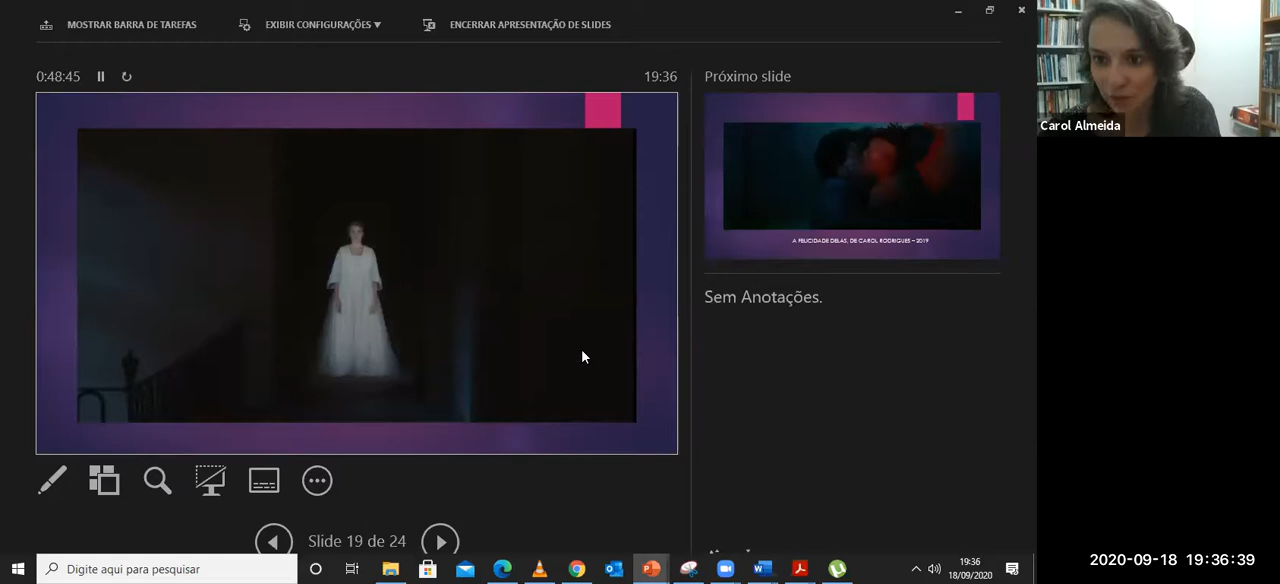 MOSTRAR BARRA DE TAREFAS
EXIBIR CONFIGURAÇÕES ▼
ENCERRAR APRESENTAÇÃO DE SLIDES
0:48:45
19:36
Próximo slide
A FELICIDADE DELAS, DE CAROL RODRIGUES – 2019
Sem Anotações.
Slide 19 de 24
Carol Almeida
Digite aqui para pesquisar
19:36
18/09/2020
2020-09-18 19:36:39